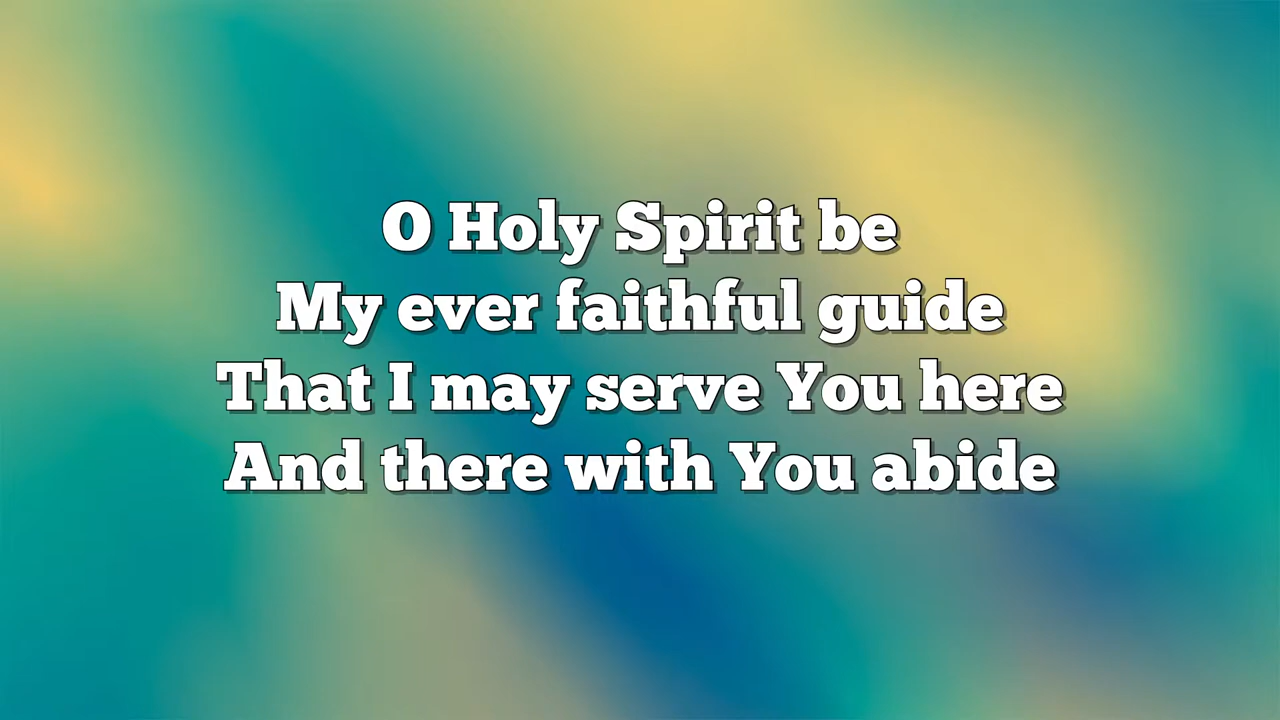 O Holy Spirit be
My ever faithful guide
That I may serve You here
And there with You abide